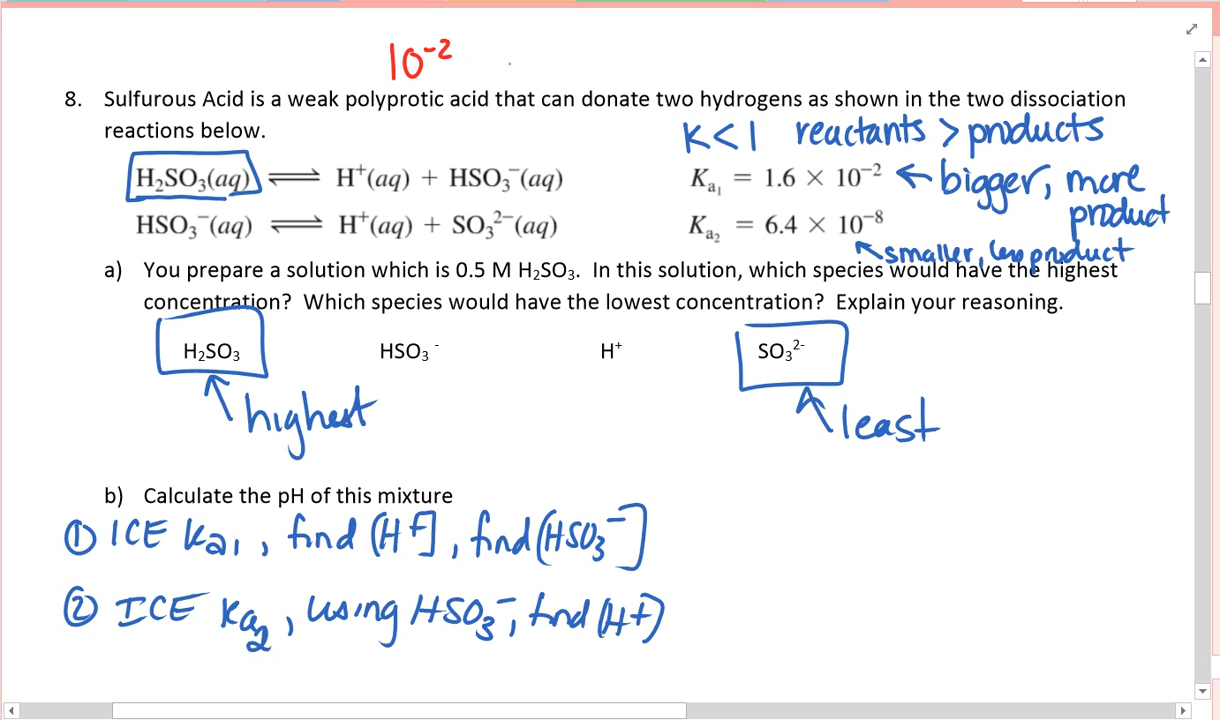 10⁻²
8. Sulfurous Acid is a weak polyprotic acid that can donate two hydrogens as shown in the two dissociation
reactions below.
K<1 reactants > products
H₂SO₃(aq) ⇌ H⁺(aq) + HSO₃⁻(aq) Kₐ₁ = 1.6 × 10⁻² ← bigger, more
product
HSO₃⁻(aq) ⇌ H⁺(aq) + SO₃²⁻(aq) Kₐ₂ = 6.4 × 10⁻⁸
↖ smaller, less product
a) You prepare a solution which is 0.5 M H₂SO₃. In this solution, which species would have the highest
concentration? Which species would have the lowest concentration? Explain your reasoning.
H₂SO₃ HSO₃⁻ H⁺ SO₃²⁻
highest least
b) Calculate the pH of this mixture
① ICE Ka₁, find [H⁺], find [HSO₃⁻]
② ICE Ka₂, using HSO₃⁻, find [H+]